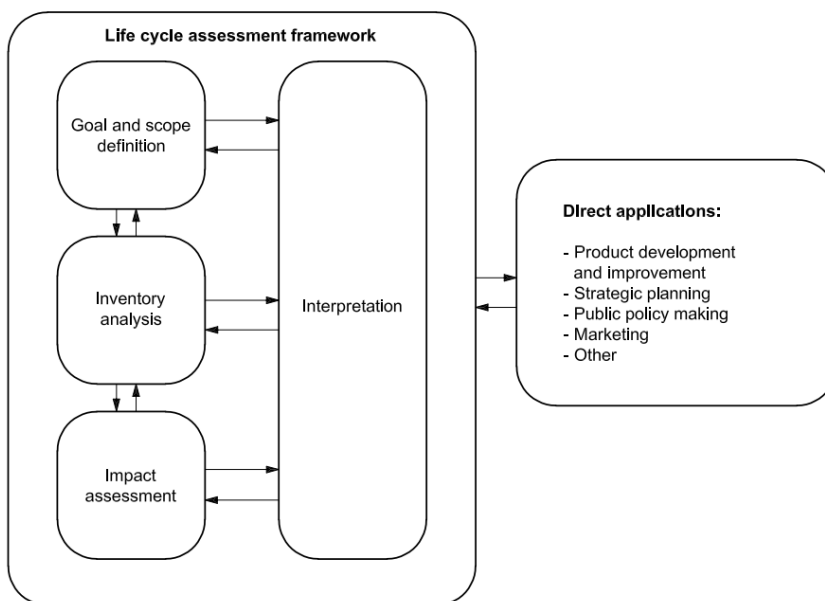 Life cycle assessment framework
Goal and scope
definition
Inventory
analysis
Impact
assessment
Interpretation
Direct applications:
- Product development
and improvement
- Strategic planning
- Public policy making
- Marketing
- Other